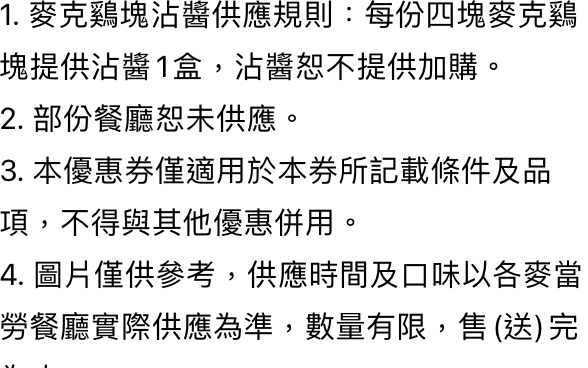 1. 麥克鷄塊沾醬供應規則：每份四塊麥克鷄
塊提供沾醬1盒，沾醬恕不提供加購。
2. 部份餐廳恕未供應。
3. 本優惠券僅適用於本券所記載條件及品
項，不得與其他優惠併用。
4. 圖片僅供參考，供應時間及口味以各麥當
勞餐廳實際供應為準，數量有限，售(送)完